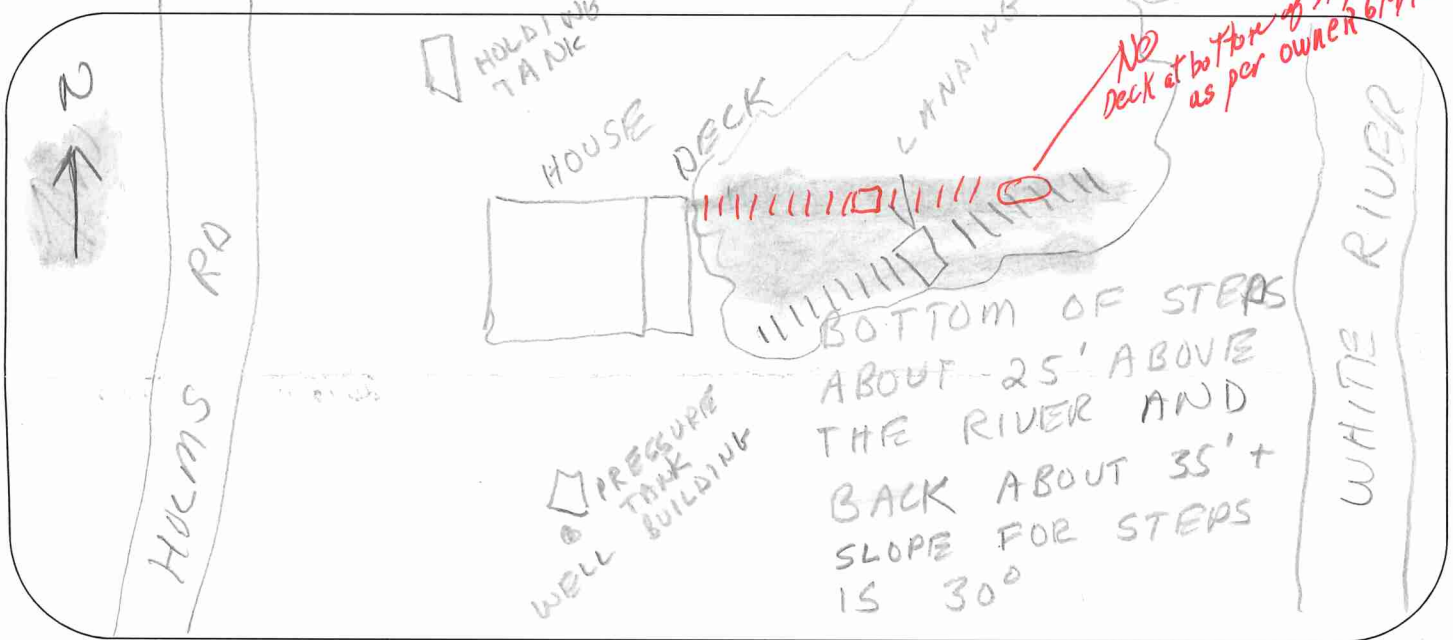 N
HOLMS RD
HOLDING
TANK
HOUSE
DECK
LANDING
NO
Deck at bottom of
as per owner
WHITE RIVER
BOTTOM OF STEPS
ABOUT 25' ABOVE
THE RIVER AND
BACK ABOUT 35'+
SLOPE FOR STEPS
IS 30°
PRESSURE
TANK
BUILDING
WELL